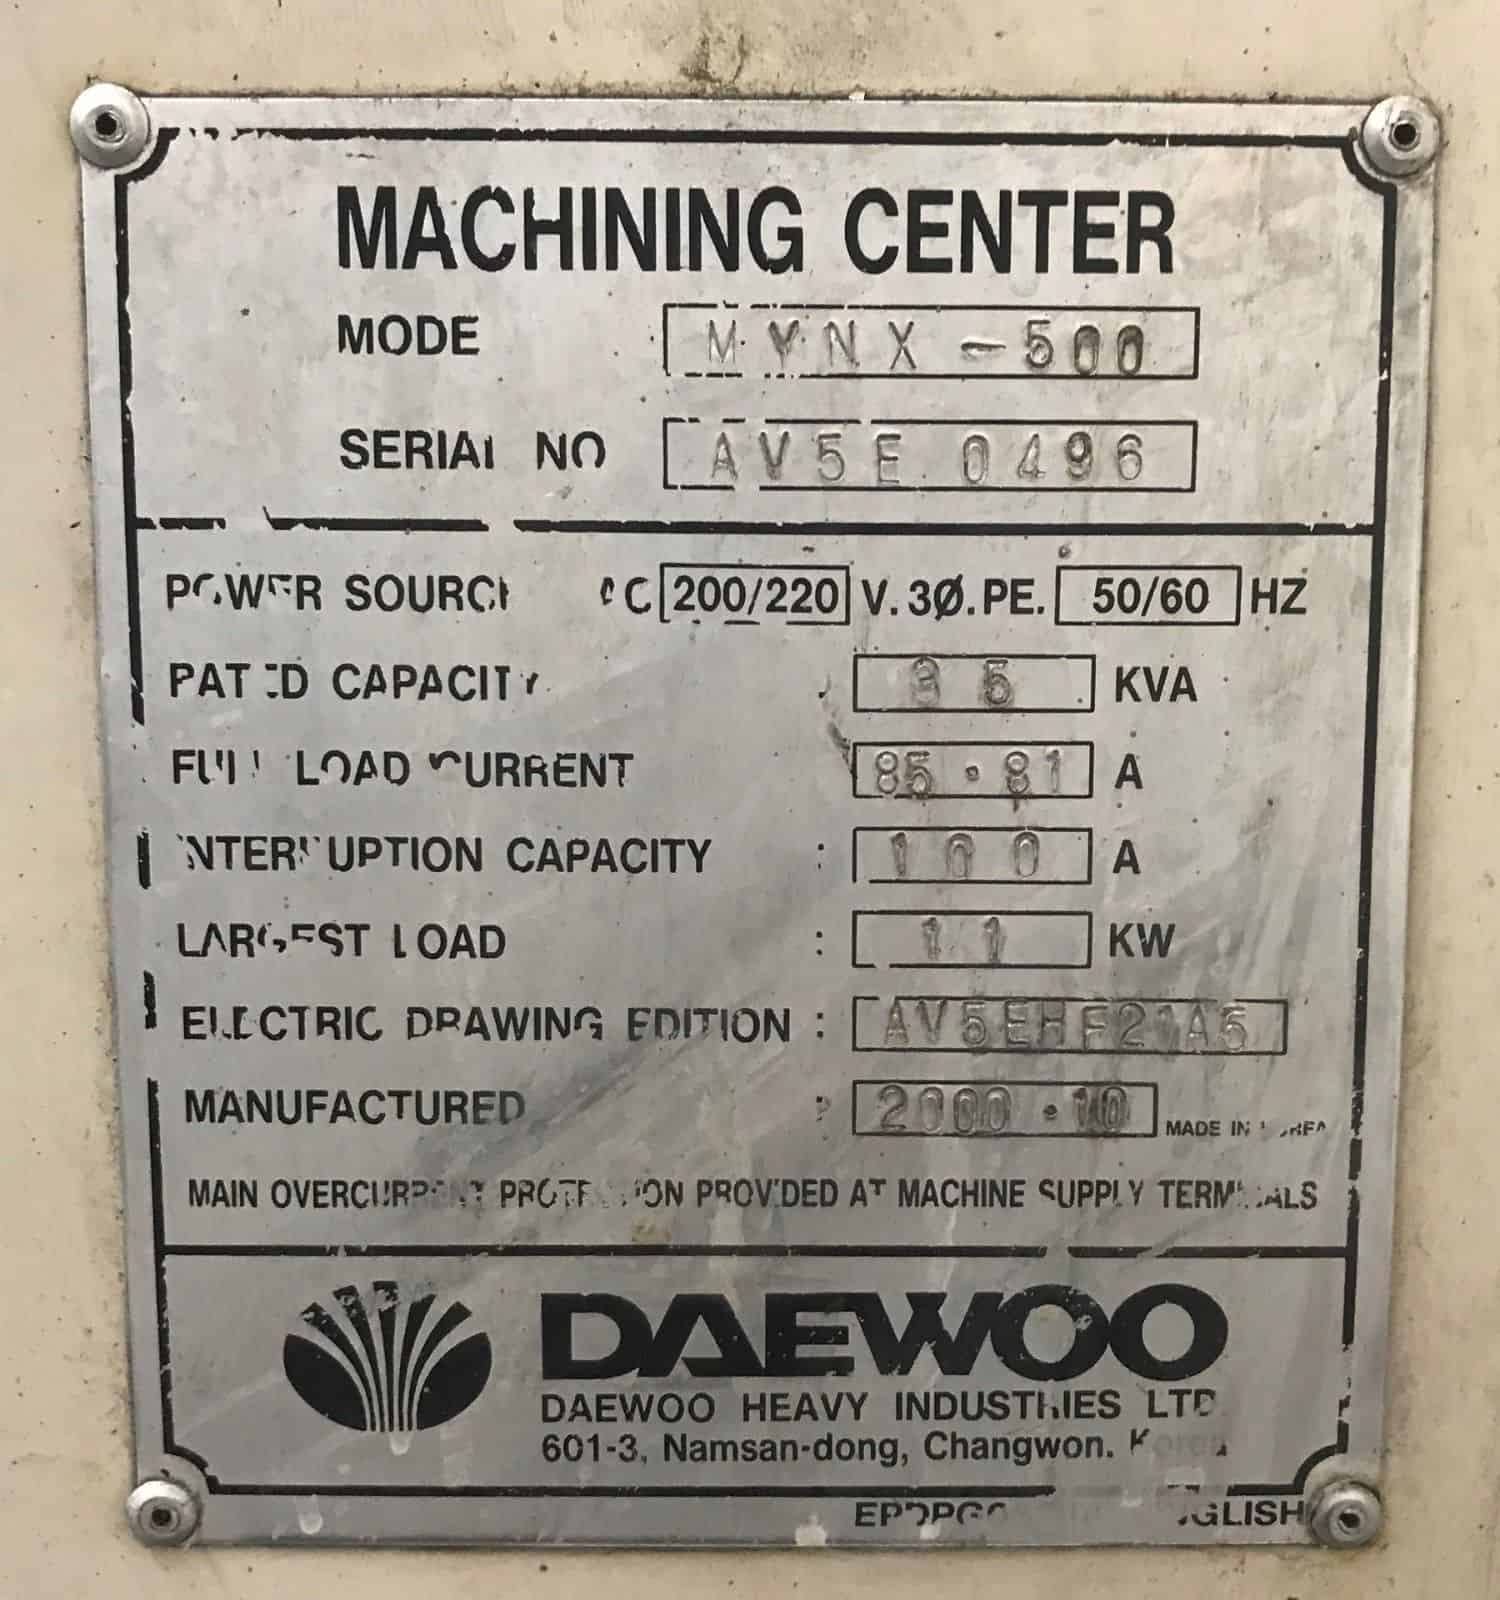 MACHINING CENTER
MODE MYNX-500
SERIAL NO AV5E 0496
POWER SOURCE AC 200/220 V.3Ø.PE. 50/60 HZ
RATED CAPACITY : 35 KVA
FULL LOAD CURRENT 85.81 A
INTERRUPTION CAPACITY : 100 A
LARGEST LOAD : 11 KW
ELECTRIC DRAWING EDITION : AV5EHF21A5
MANUFACTURED : 2000.10 MADE IN KOREA
MAIN OVERCURRENT PROTECTION PROVIDED AT MACHINE SUPPLY TERMINALS
DAEWOO
DAEWOO HEAVY INDUSTRIES LTD.
601-3, Namsan-dong, Changwon. Korea
ENGLISH